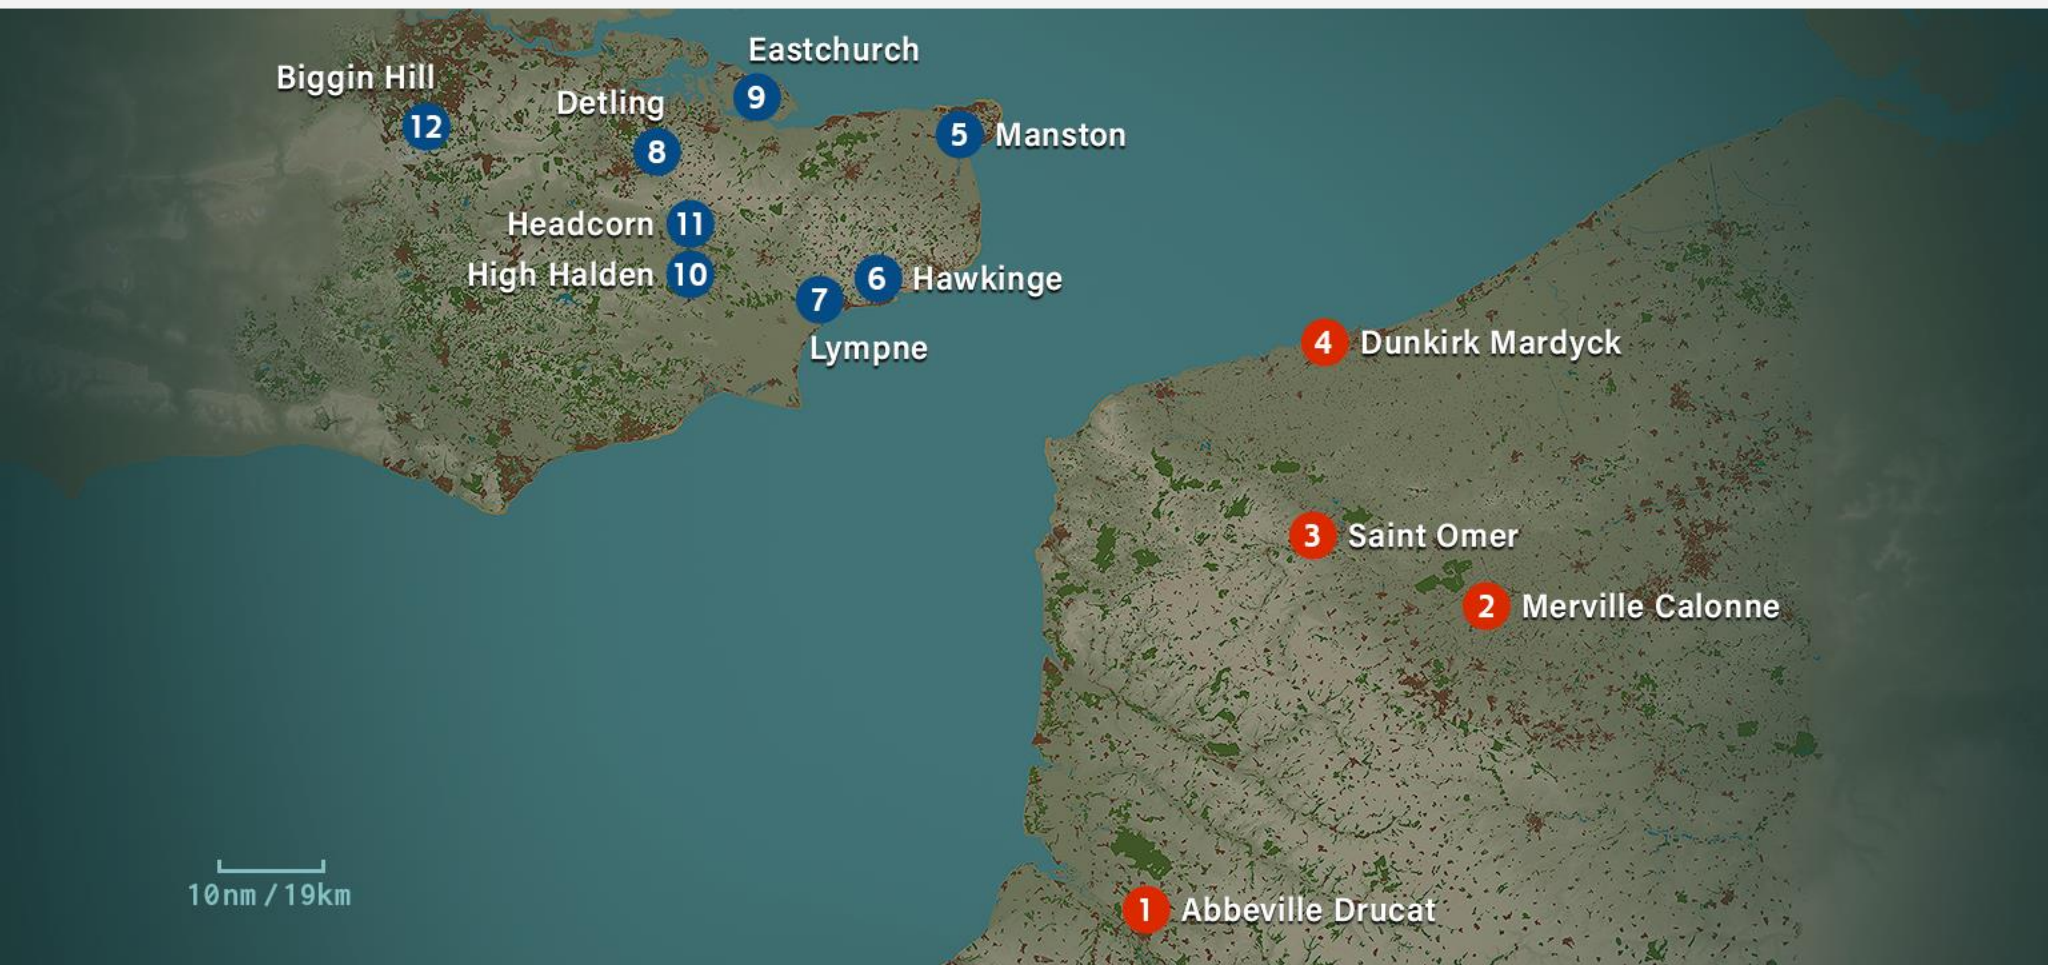 Eastchurch
9
Biggin Hill
12
Detling
8
5 Manston
Headcorn 11
High Halden 10
6 Hawkinge
7
Lympne
4 Dunkirk Mardyck
3 Saint Omer
2 Merville Calonne
10nm/19km
1 Abbeville Drucat